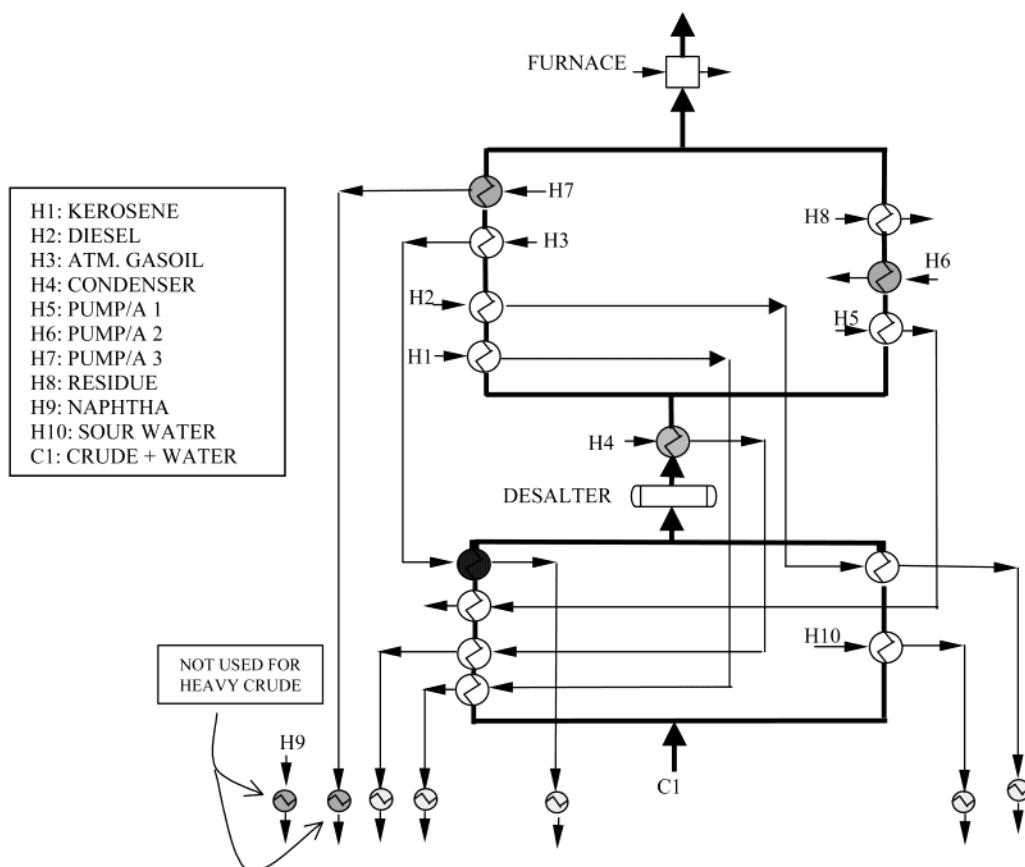 FURNACE
H7
H8
H3
H6
H2
H5
H1
H1: KEROSENE
H2: DIESEL
H3: ATM. GASOIL
H4: CONDENSER
H5: PUMP/A 1
H6: PUMP/A 2
H7: PUMP/A 3
H8: RESIDUE
H9: NAPHTHA
H10: SOUR WATER
C1: CRUDE + WATER
H4
DESALTER
H10
NOT USED FOR
HEAVY CRUDE
H9
C1